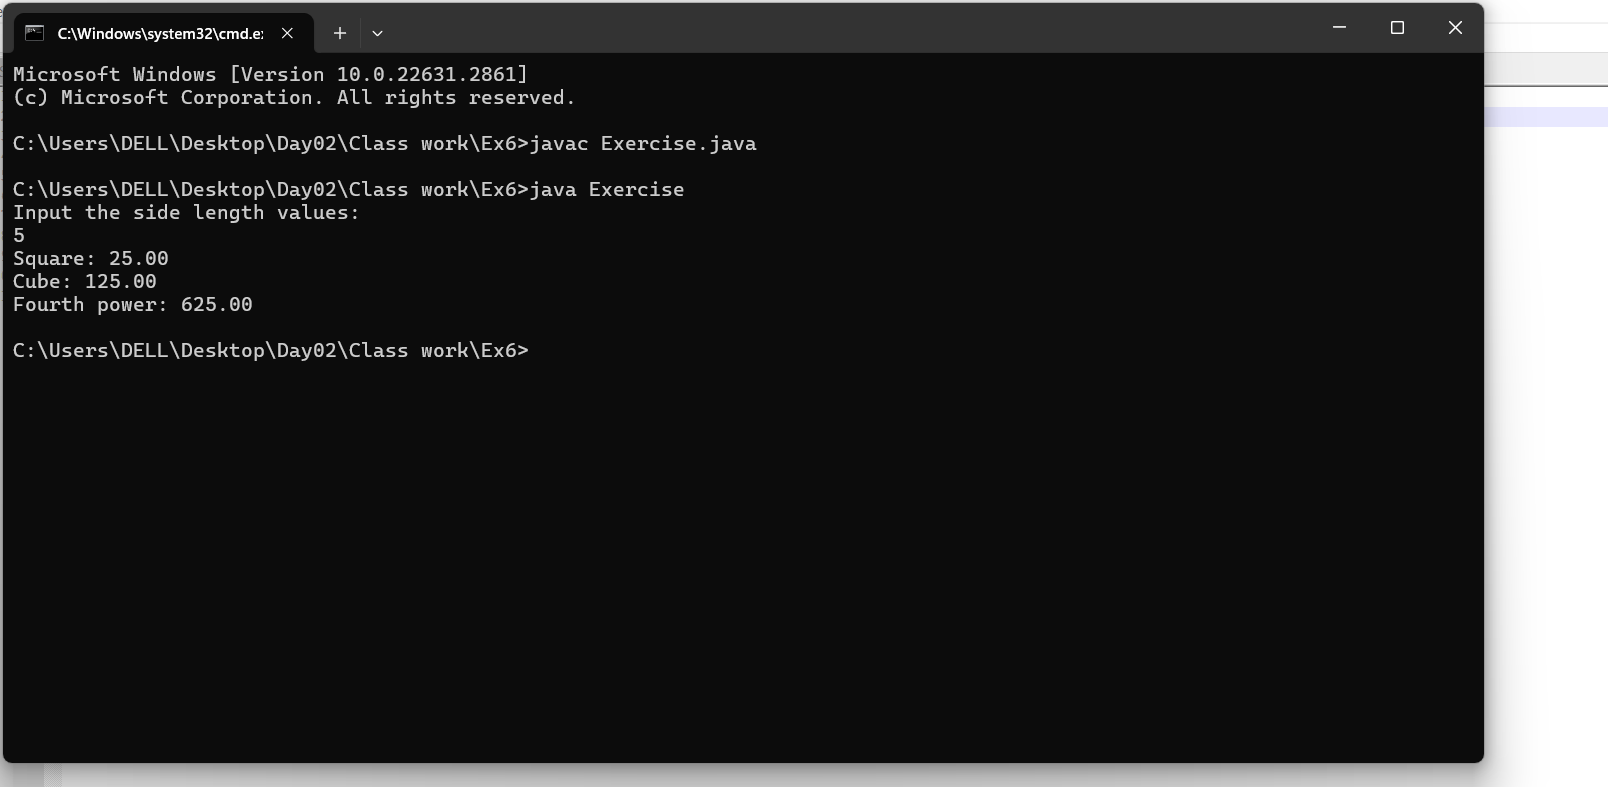 C:\Windows\system32\cmd.e
Microsoft Windows [Version 10.0.22631.2861]
(c) Microsoft Corporation. All rights reserved.
C:\Users\DELL\Desktop\Day02\Class work\Ex6>javac Exercise.java
C:\Users\DELL\Desktop\Day02\Class work\Ex6>java Exercise
Input the side length values:
5
Square: 25.00
Cube: 125.00
Fourth power: 625.00
C:\Users\DELL\Desktop\Day02\Class work\Ex6>